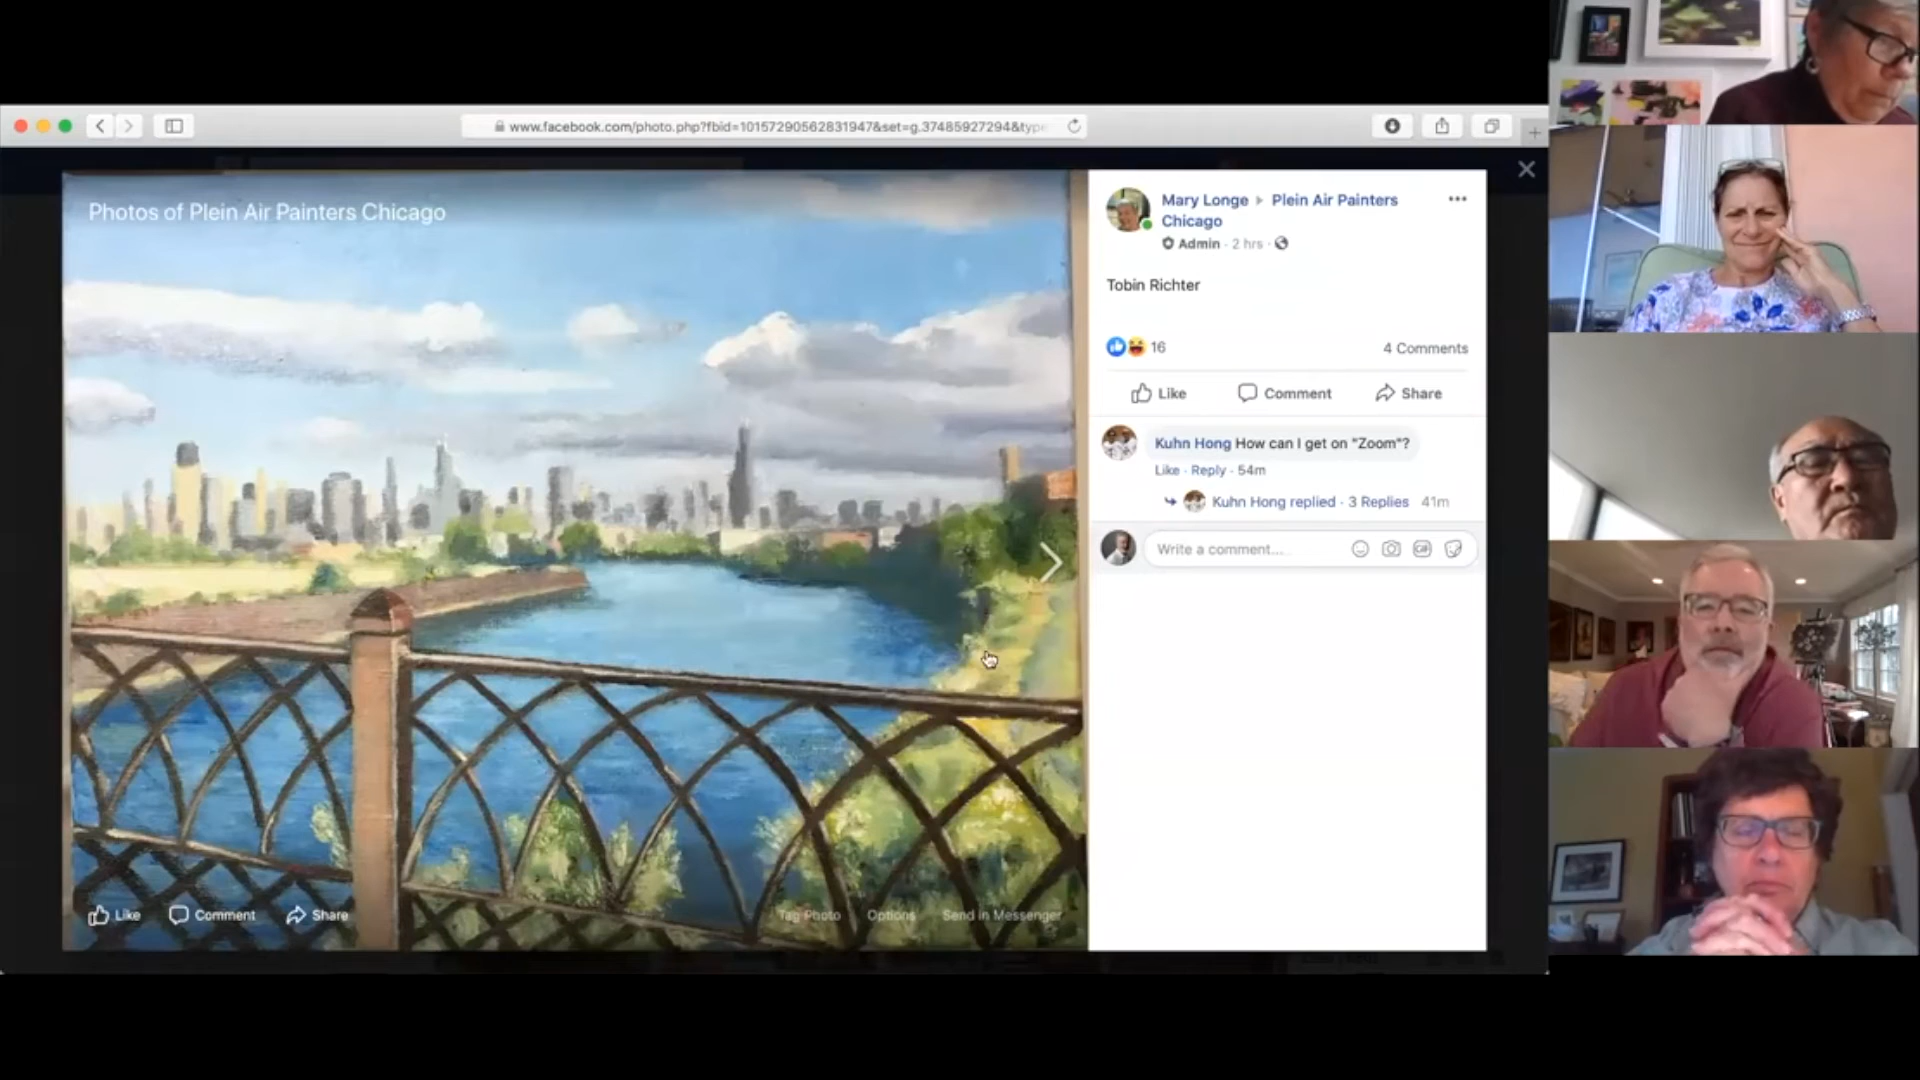 www.facebook.com/photo.php?fbid=10157290562831947&set=g.37485927294&type
Photos of Plein Air Painters Chicago
Mary Longe ▸ Plein Air Painters
Chicago
Admin · 2 hrs ·
Tobin Richter
16
4 Comments
Like Comment Share
Kuhn Hong How can I get on "Zoom"?
Like · Reply · 54m
Kuhn Hong replied · 3 Replies 41m
Write a comment...
GIF
Like Comment Share
Tag Photo Options Send in Messenger